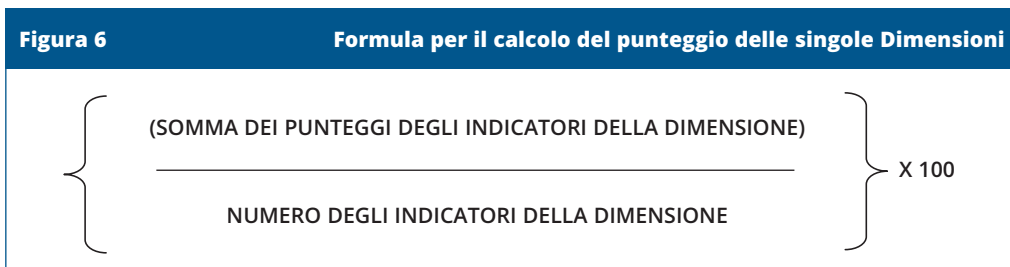 Figura 6 Formula per il calcolo del punteggio delle singole Dimensioni
(SOMMA DEI PUNTEGGI DEGLI INDICATORI DELLA DIMENSIONE)
X 100
NUMERO DEGLI INDICATORI DELLA DIMENSIONE